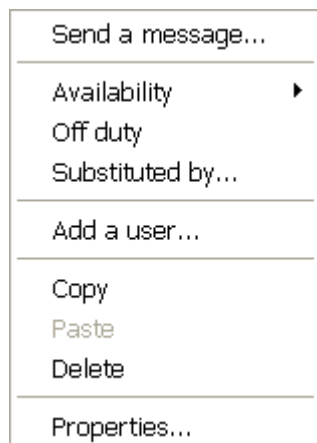 Send a message...
Availability
Off duty
Substituted by...
Add a user...
Copy
Paste
Delete
Properties...